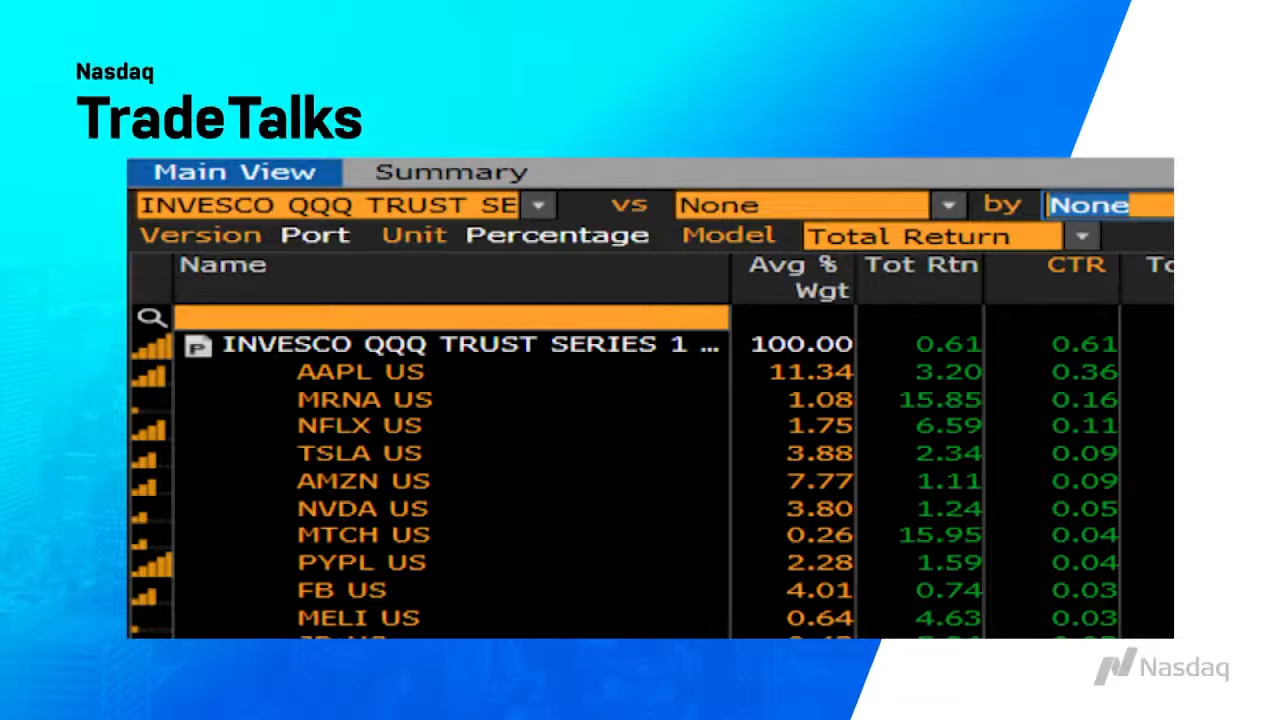 Nasdaq
TradeTalks
Main View Summary
INVESCO QQQ TRUST SE vs None by None
Version Port Unit Percentage Model Total Return
Name Avg % Wgt Tot Rtn CTR
INVESCO QQQ TRUST SERIES 1 ... 100.00 0.61 0.61
AAPL US 11.34 3.20 0.36
MRNA US 1.08 15.85 0.16
NFLX US 1.75 6.59 0.11
TSLA US 3.88 2.34 0.09
AMZN US 7.77 1.11 0.09
NVDA US 3.80 1.24 0.05
MTCH US 0.26 15.95 0.04
PYPL US 2.28 1.59 0.04
FB US 4.01 0.74 0.03
MELI US 0.64 4.63 0.03
Nasdaq